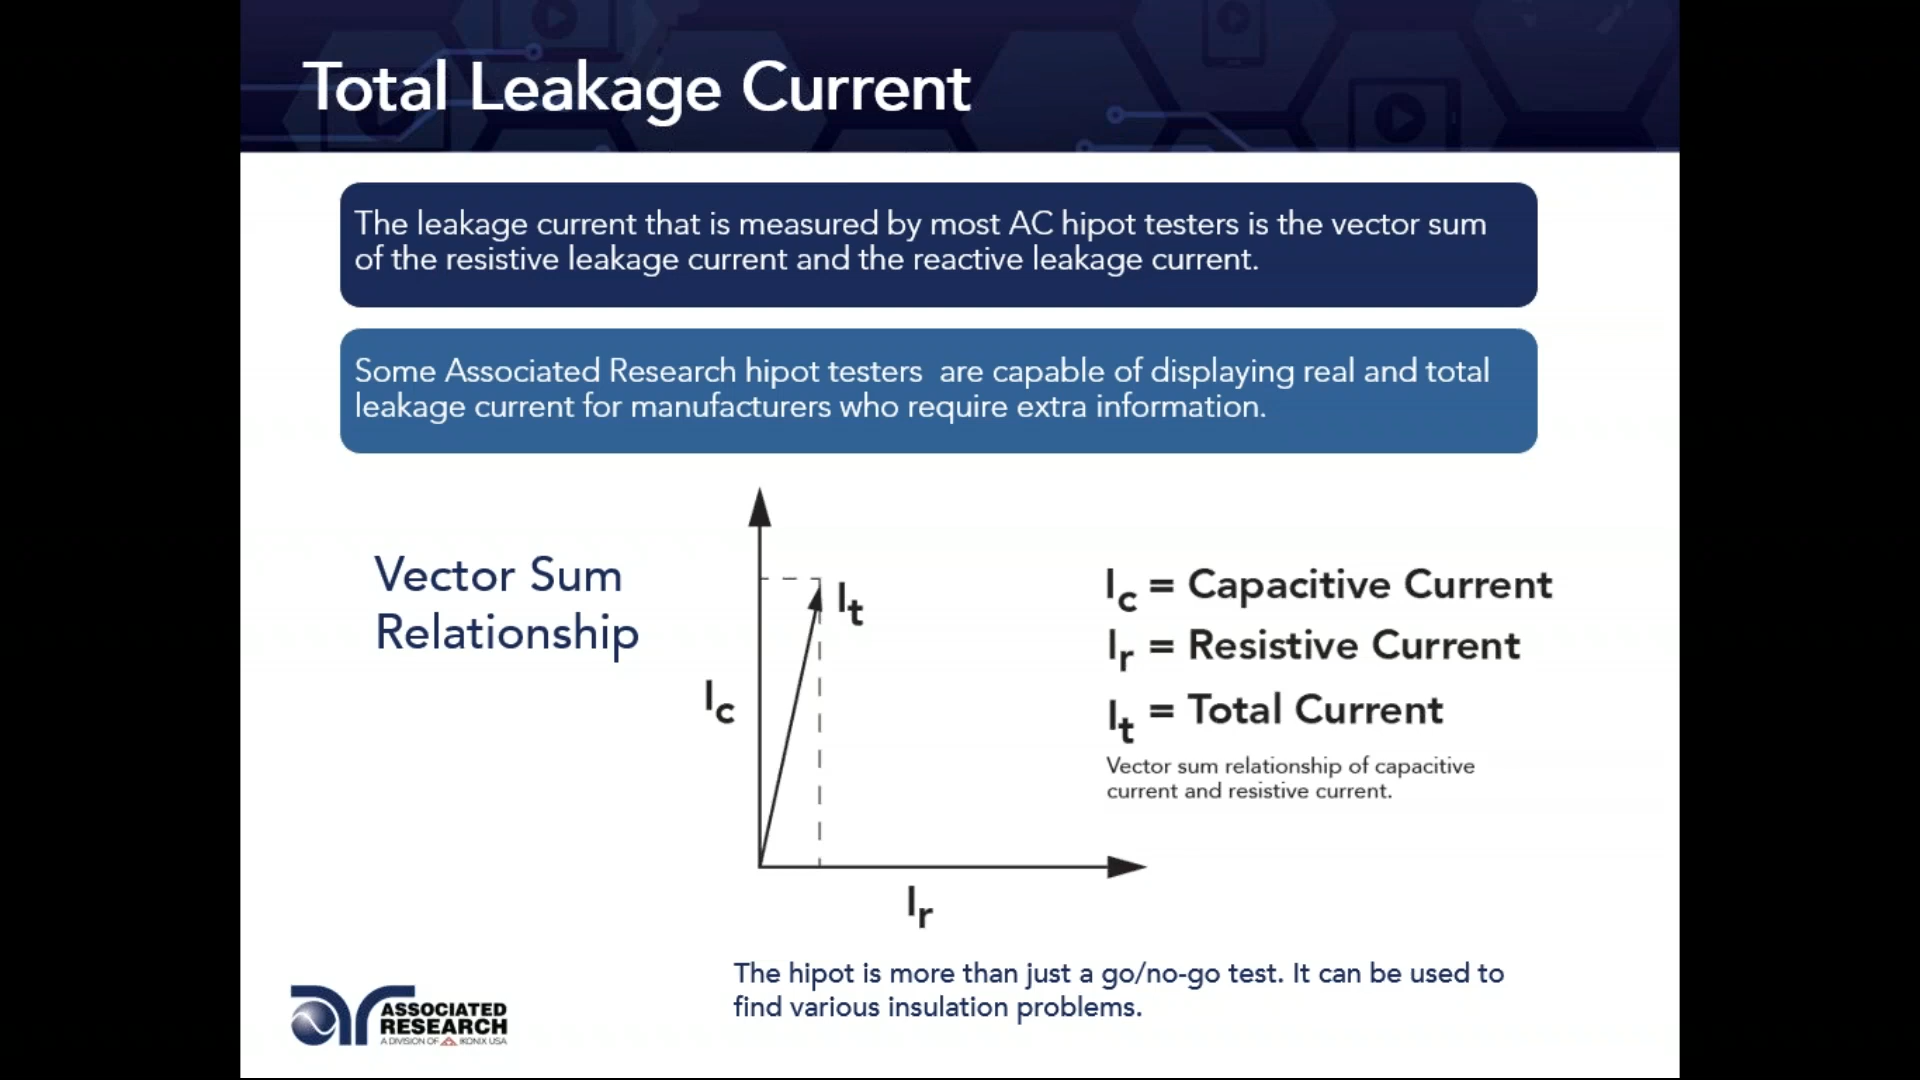 Total Leakage Current
The leakage current that is measured by most AC hipot testers is the vector sum
of the resistive leakage current and the reactive leakage current.
Some Associated Research hipot testers  are capable of displaying real and total
leakage current for manufacturers who require extra information.
Vector Sum
Relationship
It
Ic
Ir
Ic = Capacitive Current
Ir = Resistive Current
It = Total Current
Vector sum relationship of capacitive
current and resistive current.
The hipot is more than just a go/no-go test. It can be used to
find various insulation problems.
ASSOCIATED
RESEARCH
A DIVISION OF IKONIX USA